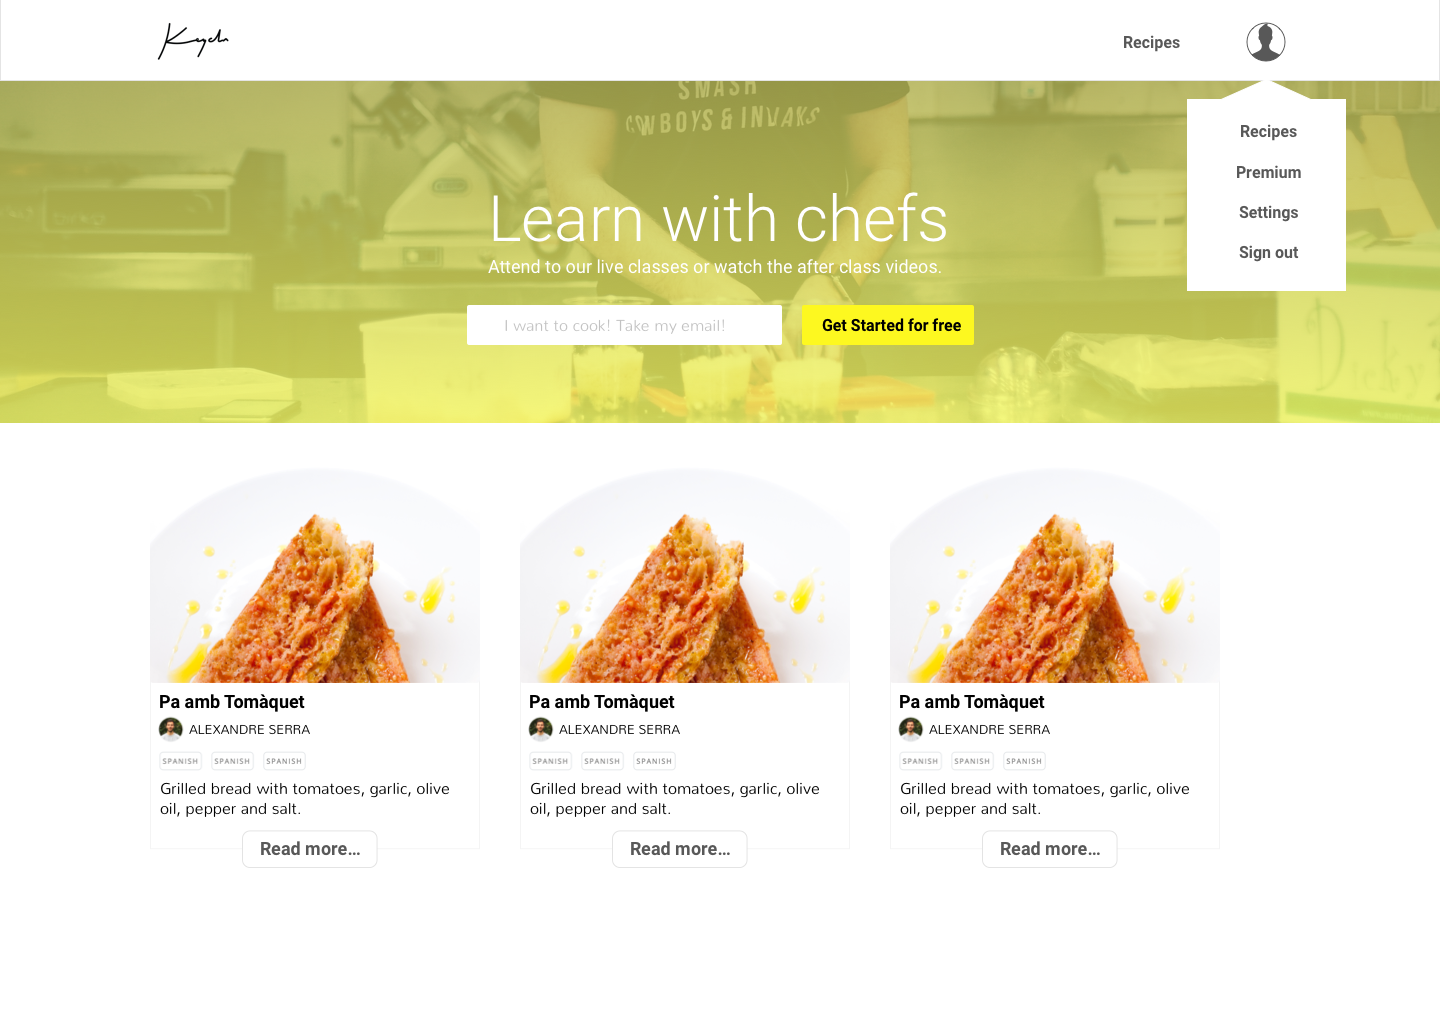 Recipes
SMASH
COWBOYS & INVAKS
Recipes
Premium
Settings
Sign out
Learn with chefs
Attend to our live classes or watch the after class videos.
I want to cook! Take my email!
Get Started for free
Dicky
Pa amb Tomàquet
ALEXANDRE SERRA
SPANISH SPANISH SPANISH
Grilled bread with tomatoes, garlic, olive
oil, pepper and salt.
Read more...
Pa amb Tomàquet
ALEXANDRE SERRA
SPANISH SPANISH SPANISH
Grilled bread with tomatoes, garlic, olive
oil, pepper and salt.
Read more...
Pa amb Tomàquet
ALEXANDRE SERRA
SPANISH SPANISH SPANISH
Grilled bread with tomatoes, garlic, olive
oil, pepper and salt.
Read more...